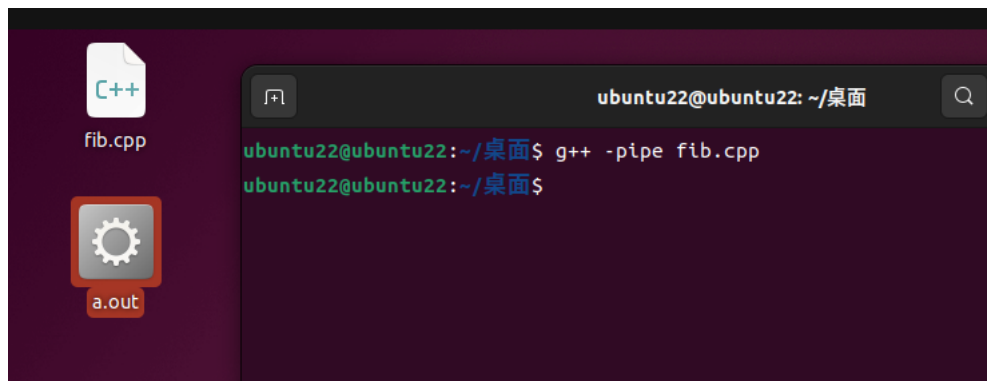 C++
fib.cpp
a.out
ubuntu22@ubuntu22: ~/桌面
ubuntu22@ubuntu22:~/桌面$ g++ -pipe fib.cpp
ubuntu22@ubuntu22:~/桌面$